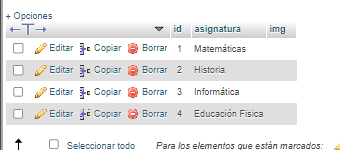 + Opciones
←T→ id asignatura img
Editar Copiar Borrar 1 Matemáticas
Editar Copiar Borrar 2 Historia
Editar Copiar Borrar 3 Informática
Editar Copiar Borrar 4 Educación Fisica
Seleccionar todo Para los elementos que están marcados: